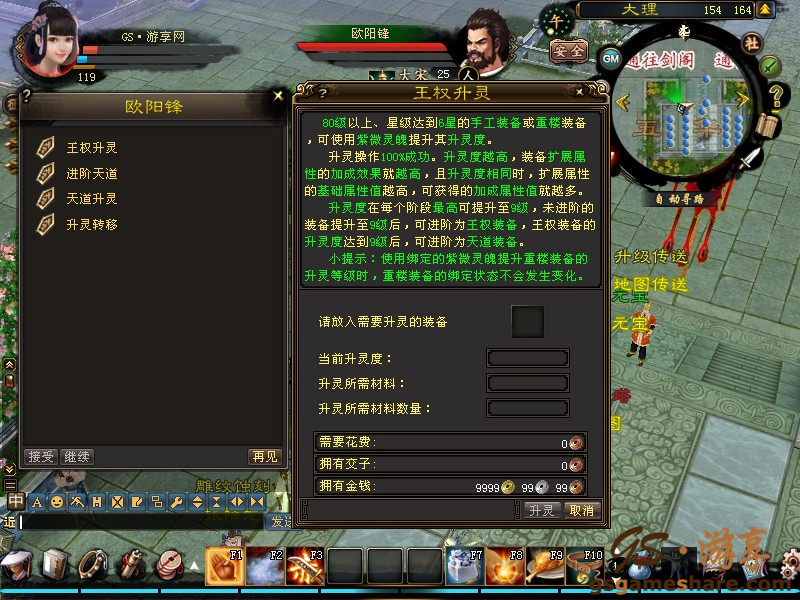 GS·游享网
119
欧阳锋
大宋 25 人
午
安全
大理 154 164
GM
社
通往剑阁 通
五 华
自动寻路
欧阳锋
王权升灵
进阶天道
天道升灵
升灵转移
接受 继续 再见
王权升灵
80级以上、星级达到6星的手工装备或重楼装备
，可使用紫微灵魄提升其升灵度。
升灵操作100%成功。升灵度越高，装备扩展属
性的加成效果就越高，且升灵度相同时，扩展属性
的基础属性值越高，可获得的加成属性值就越多。
升灵度在每个阶段最高可提升至9级，未进阶的
装备提升至9级后，可进阶为王权装备，王权装备的
升灵度达到9级后，可进阶为天道装备。
小提示：使用绑定的紫微灵魄提升重楼装备的
升灵等级时，重楼装备的绑定状态不会发生变化。
请放入需要升灵的装备
当前升灵度：
升灵所需材料：
升灵所需材料数量：
需要花费: 0
拥有交子: 0
拥有金钱: 9999 99 99
升灵 取消
升级传送
地图传送
元宝
元宝
塔
图
雕纹蚀刻
中 A H
近 发送
F1 F2 F3 F7 F8 F9 F10
GS·游享
gsgameshare.com